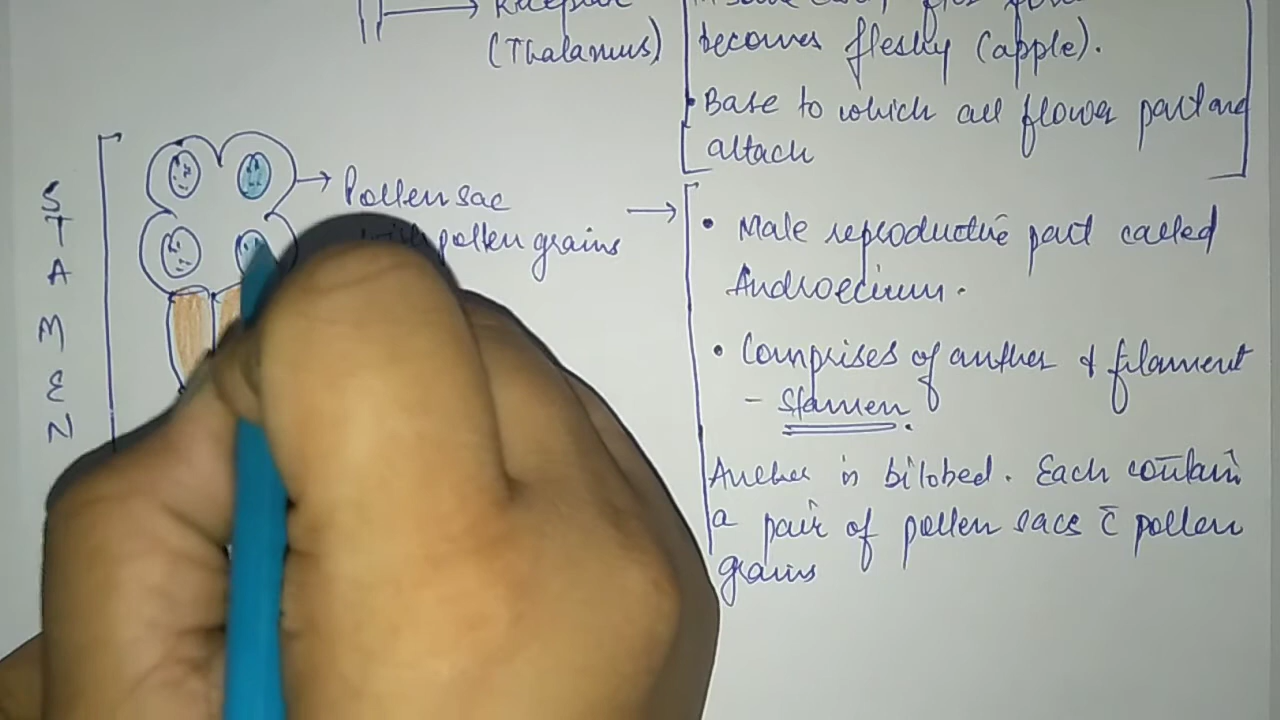 (Thalamus)
becomes fleshy (apple).
• Base to which all flower part are
attach
STAMEN
Pollen sac
pollen grains
• Male reproductive part called
Androecium.
• Comprises of anther & filament
- Stamen.
Anther is bilobed. Each contain
a pair of pollen sacs c̄ pollen
grains